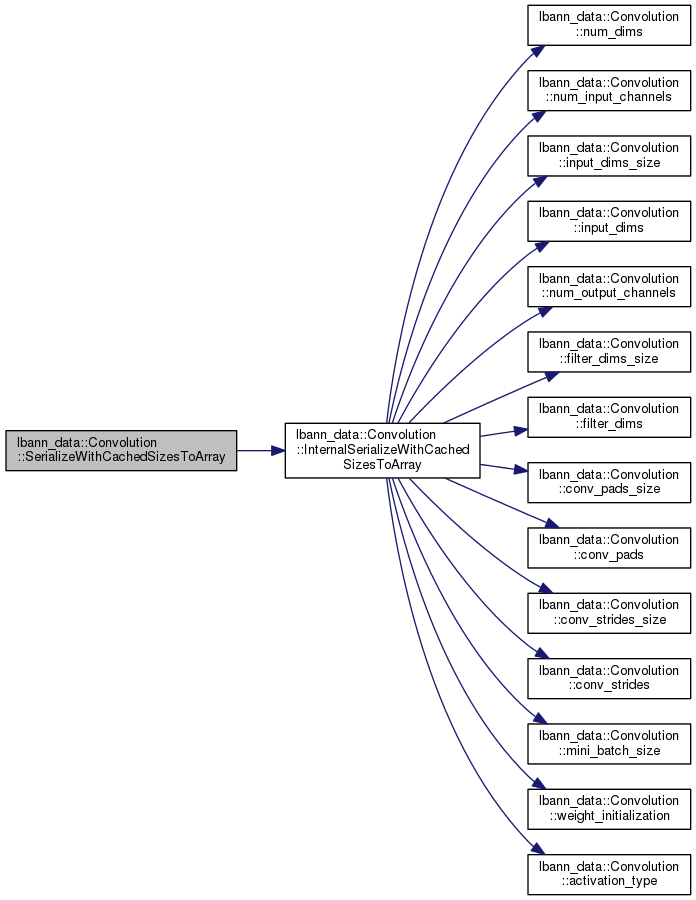 lbann_data::Convolution
::SerializeWithCachedSizesToArray
lbann_data::Convolution
::InternalSerializeWithCached
SizesToArray
lbann_data::Convolution
::num_dims
lbann_data::Convolution
::num_input_channels
lbann_data::Convolution
::input_dims_size
lbann_data::Convolution
::input_dims
lbann_data::Convolution
::num_output_channels
lbann_data::Convolution
::filter_dims_size
lbann_data::Convolution
::filter_dims
lbann_data::Convolution
::conv_pads_size
lbann_data::Convolution
::conv_pads
lbann_data::Convolution
::conv_strides_size
lbann_data::Convolution
::conv_strides
lbann_data::Convolution
::mini_batch_size
lbann_data::Convolution
::weight_initialization
lbann_data::Convolution
::activation_type